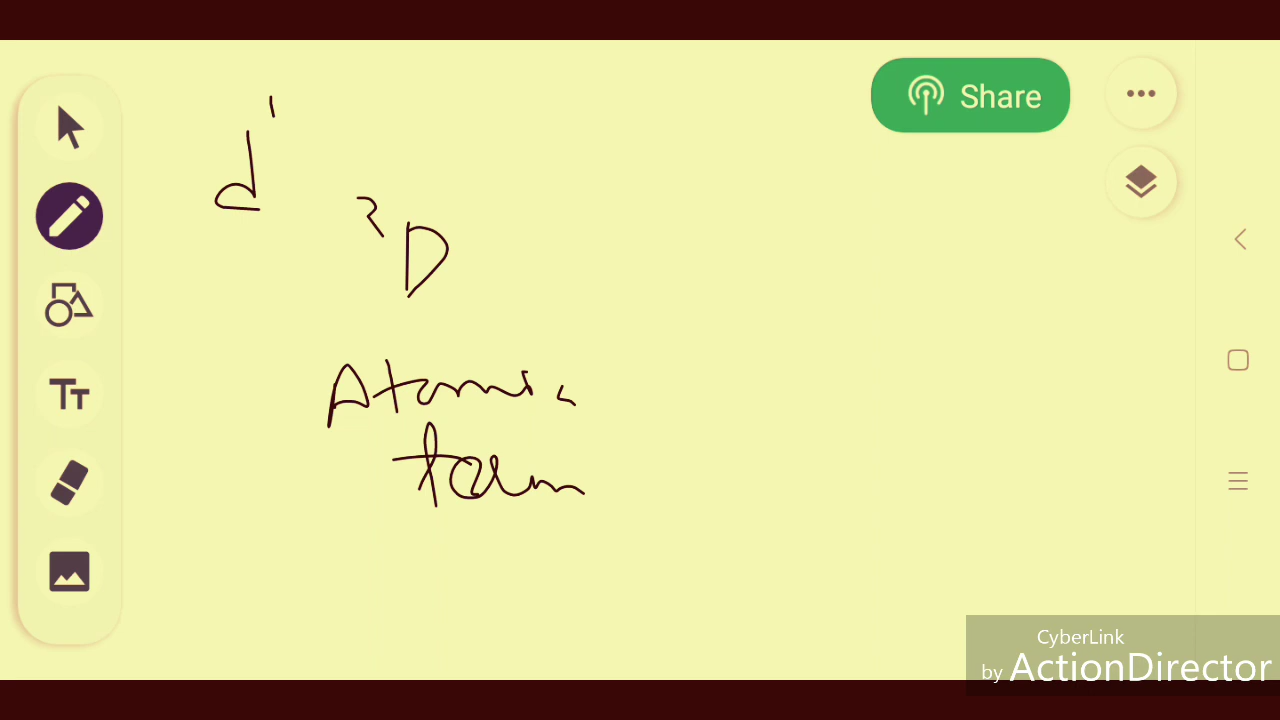 Share
d¹
²D
Atomic
term
CyberLink
by ActionDirector